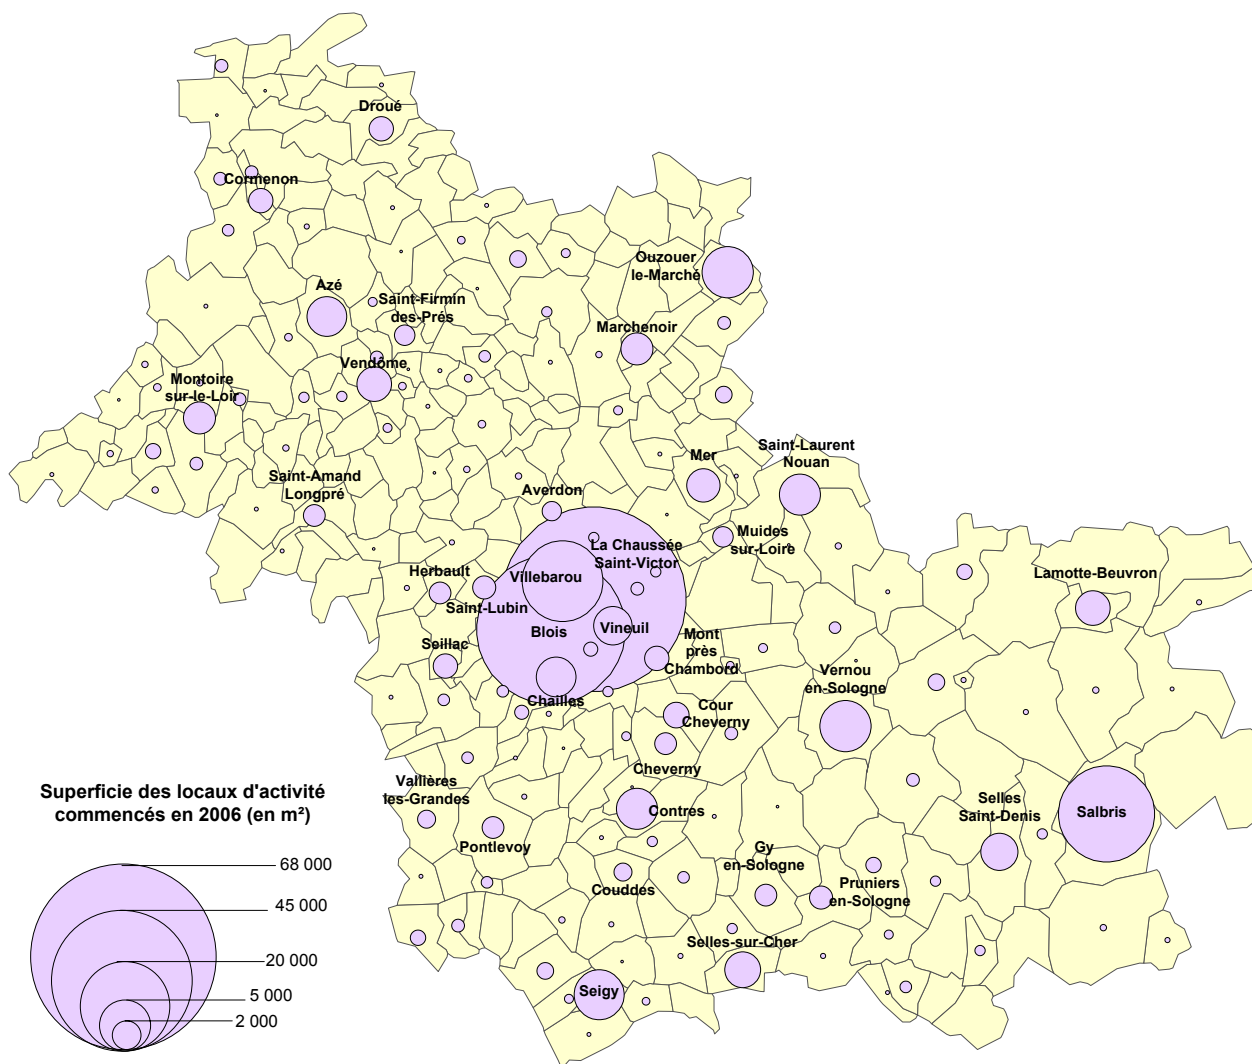 Droué
Cormenon
Ouzouer
le-Marché
Azé
Saint-Firmin
des-Prés
Marchenoir
Vendôme
Montoire
sur-le-Loir
Saint-Laurent
Nouan
Mer
Saint-Amand
Longpré
Averdon
Muides
sur-Loire
La Chaussée
Saint-Victor
Herbault
Villebarou
Lamotte-Beuvron
Saint-Lubin
Blois
Vineuil
Seillac
Mont
près
Chambord
Vernou
en-Sologne
Chailles
Cour
Cheverny
Cheverny
Vallières
les-Grandes
Superficie des locaux d'activité
commencés en 2006 (en m²)
Contres
Selles
Saint-Denis
Salbris
Pontlevoy
Gy
en-Sologne
68 000
Couddes
Pruniers
en-Sologne
45 000
Selles-sur-Cher
20 000
Seigy
5 000
2 000